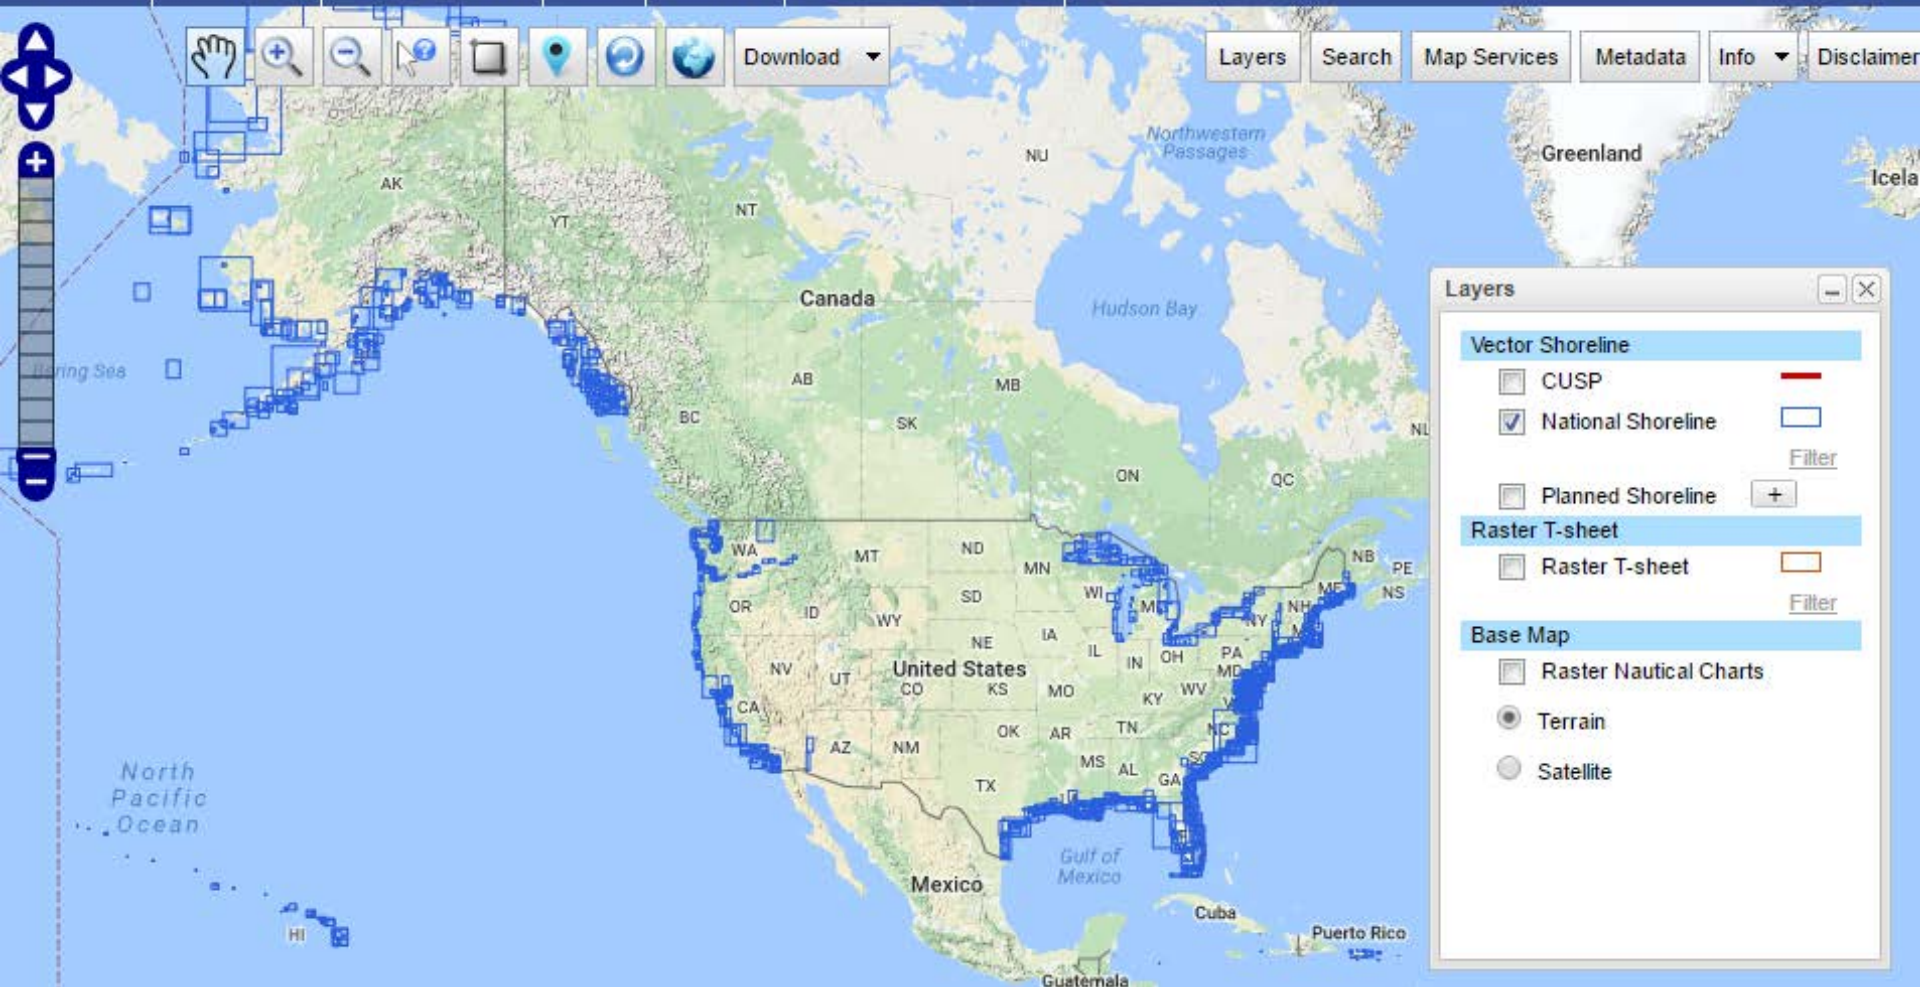 Download
Layers
Search
Map Services
Metadata
Info
Disclaimer
Northwestern
Passages
NU
Greenland
Icela
AK
YT
NT
Canada
Hudson Bay
Bering Sea
AB
MB
BC
SK
NL
ON
QC
WA
MT
ND
MN
NB
PE
OR
ID
WY
SD
WI
NH
ME
NS
NY
NE
IA
IL
IN
OH
PA
MD
NV
UT
United States
CO
KS
MO
KY
WV
CA
OK
AR
TN
NC
AZ
NM
MS
AL
SC
GA
TX
North
Pacific
Ocean
Gulf of
Mexico
Mexico
Cuba
HI
Puerto Rico
Guatemala
Layers
Vector Shoreline
CUSP
National Shoreline
Filter
Planned Shoreline
+
Raster T-sheet
Raster T-sheet
Filter
Base Map
Raster Nautical Charts
Terrain
Satellite